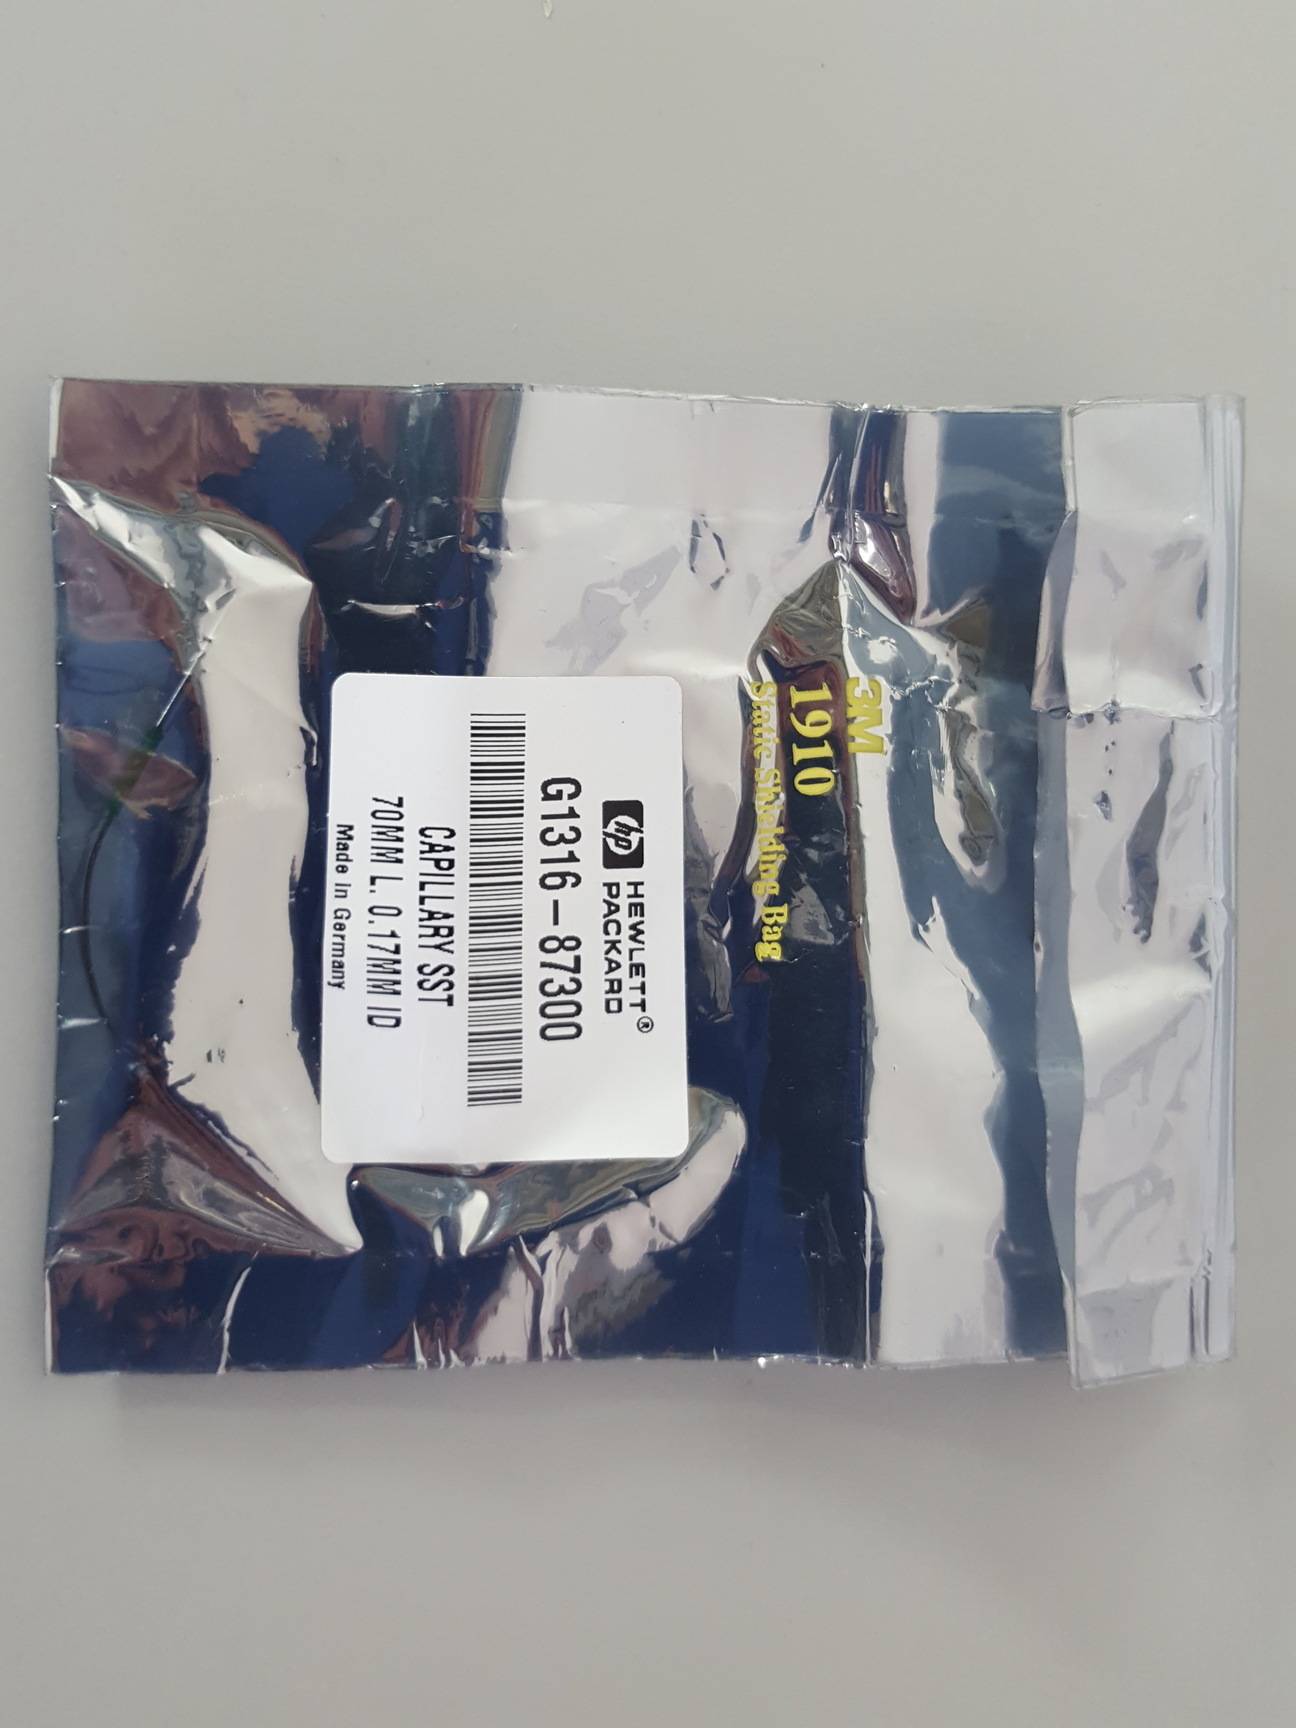 3M
1910
Static Shielding Bag
hp HEWLETT®
PACKARD
G1316-87300
CAPILLARY SST
70MM L. 0.17MM ID
Made in Germany